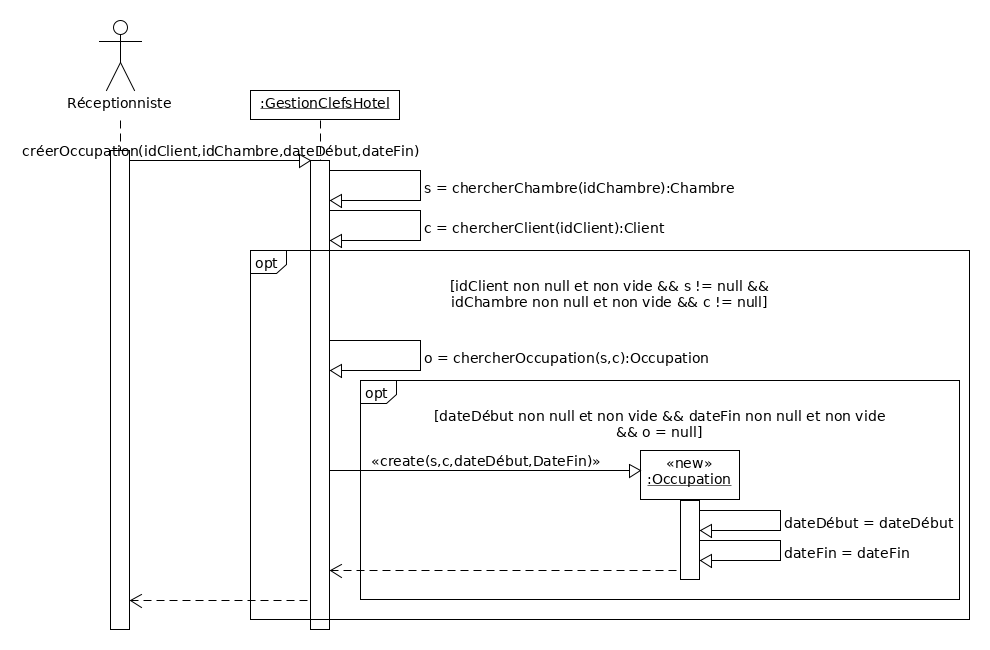 Réceptionniste
:GestionClefsHotel
créerOccupation(idClient,idChambre,dateDébut,dateFin)
s = chercherChambre(idChambre):Chambre
c = chercherClient(idClient):Client
opt
[idClient non null et non vide && s != null &&
idChambre non null et non vide && c != null]
o = chercherOccupation(s,c):Occupation
opt
[dateDébut non null et non vide && dateFin non null et non vide
&& o = null]
«create(s,c,dateDébut,DateFin)»
«new»
:Occupation
dateDébut = dateDébut
dateFin = dateFin